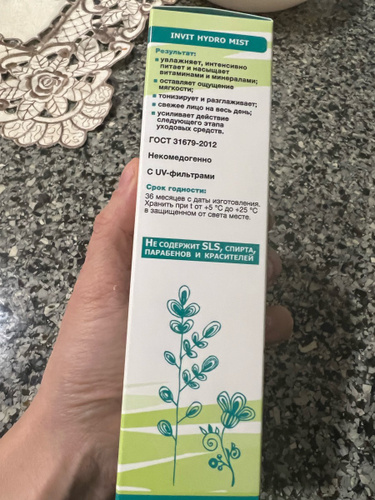 INVIT HYDRO MIST
Результат:
▪ увлажняет, интенсивно
питает и насыщает
витаминами и минералами;
▪ оставляет ощущение
мягкости;
▪ тонизирует и разглаживает;
▪ свежее лицо на весь день;
▪ усиливает действие
следующего этапа
уходовых средств.
ГОСТ 31679-2012
Некомедогенно
С UV-фильтрами
Срок годности:
36 месяцев с даты изготовления.
Хранить при t от +5 °C до +25 °C
в защищенном от света месте.
НЕ СОДЕРЖИТ SLS, СПИРТА,
ПАРАБЕНОВ И КРАСИТЕЛЕЙ